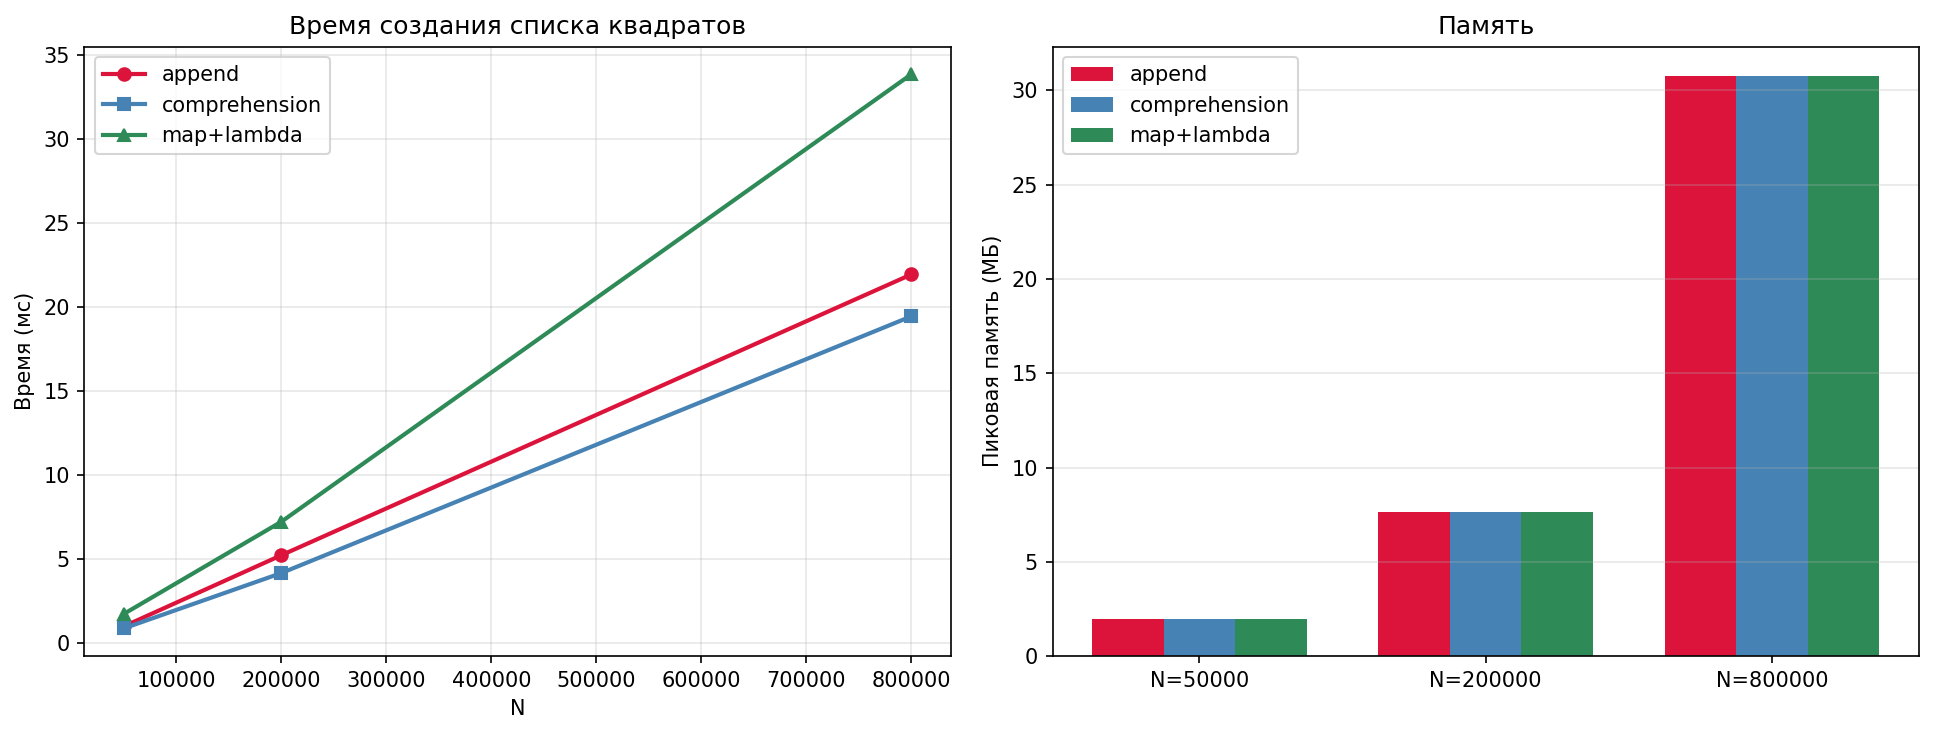 Время создания списка квадратов
append
comprehension
map+lambda
35
30
25
20
15
10
5
0
Время (мс)
100000 200000 300000 400000 500000 600000 700000 800000
N
Память
append
comprehension
map+lambda
30
25
20
15
10
5
0
Пиковая память (МБ)
N=50000 N=200000 N=800000